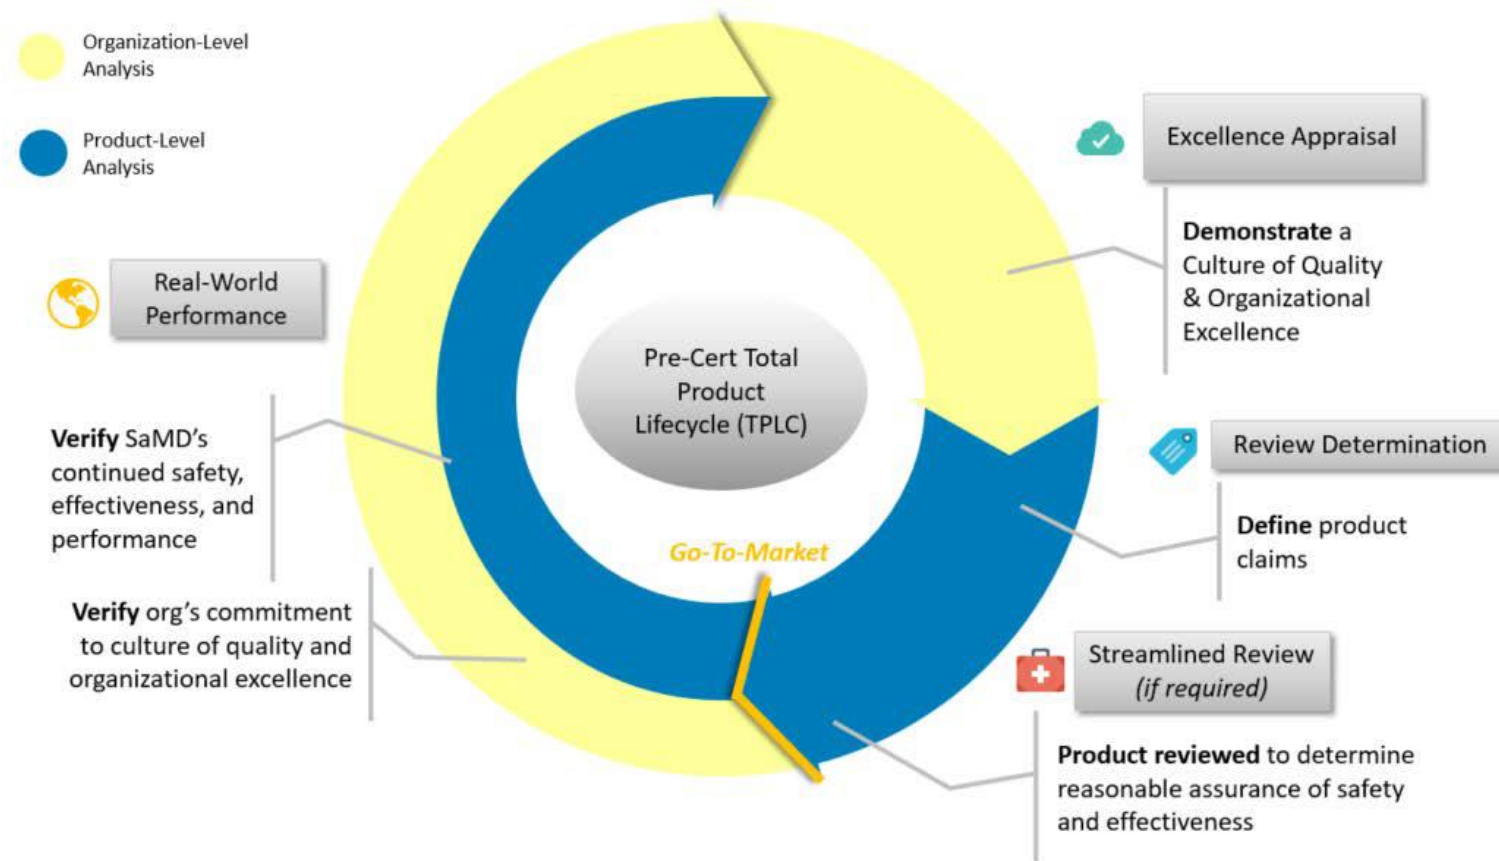 Organization-Level
Analysis
Product-Level
Analysis
Excellence Appraisal
Demonstrate a
Culture of Quality
& Organizational
Excellence
Review Determination
Define product
claims
Streamlined Review
(if required)
Product reviewed to determine
reasonable assurance of safety
and effectiveness
Go-To-Market
Pre-Cert Total
Product
Lifecycle (TPLC)
Real-World
Performance
Verify SaMD’s
continued safety,
effectiveness, and
performance
Verify org’s commitment
to culture of quality and
organizational excellence